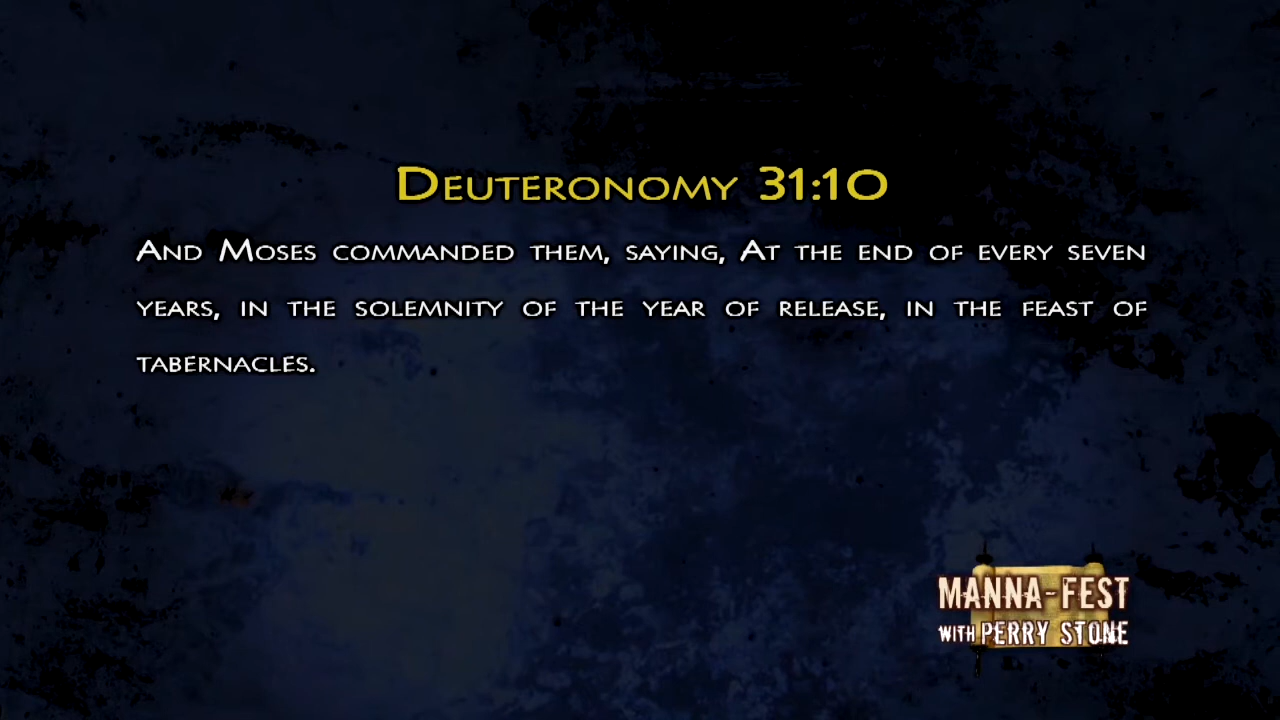 Deuteronomy 31:10
And Moses commanded them, saying, At the end of every seven
years, in the solemnity of the year of release, in the feast of
tabernacles.
MANNA-FEST
WITH PERRY STONE